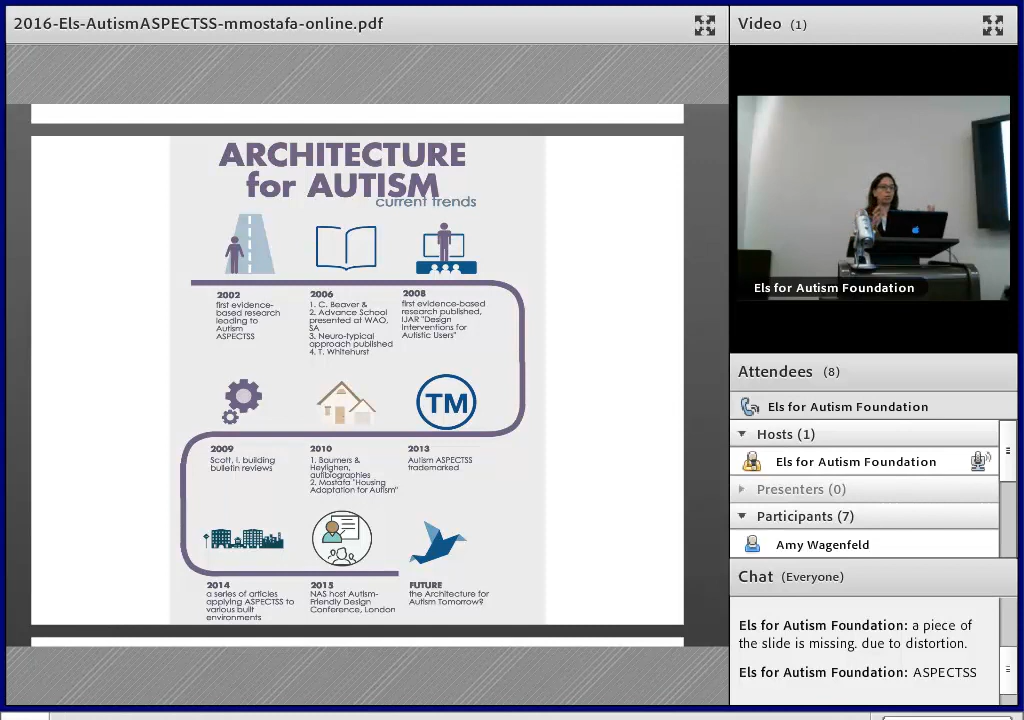 2016-Els-AutismASPECTSS-mmostafa-online.pdf
ARCHITECTURE
for AUTISM
current trends
2002
first evidence-
based research
leading to
Autism
ASPECTSS
2006
1. C. Beaver &
2. Advance School
presented at WAO,
SA
3. Neuro-typical
approach published
4. T. Whitehurst
2008
first evidence-based
research published,
IJAR "Design
Interventions for
Autistic Users"
TM
2009
Scott, I. building
bulletin reviews
2010
1. Baumers &
Heylighen,
autibiographies
2. Mostafa "Housing
Adaptation for Autism"
2013
Autism ASPECTSS
trademarked
2014
a series of articles
applying ASPECTSS to
various built
environments
2015
NAS host Autism-
Friendly Design
Conference, London
FUTURE
the Architecture for
Autism Tomorrow?
Video (1)
Els for Autism Foundation
Attendees (8)
Els for Autism Foundation
Hosts (1)
Els for Autism Foundation
Presenters (0)
Participants (7)
Amy Wagenfeld
Chat (Everyone)
Els for Autism Foundation: a piece of
the slide is missing. due to distortion.
Els for Autism Foundation: ASPECTSS